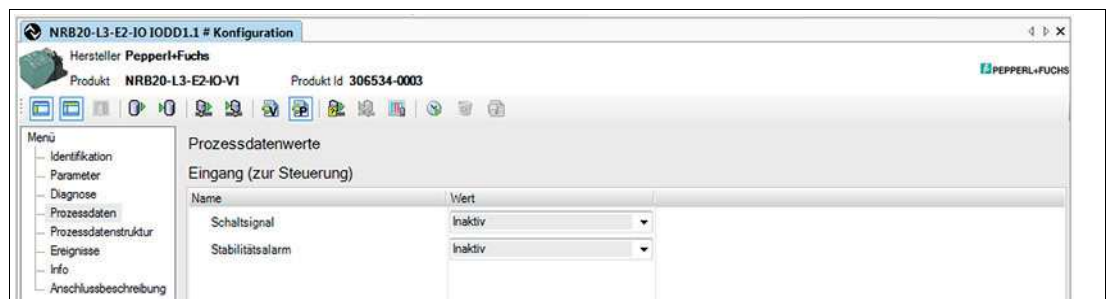 NRB20-L3-E2-IO IODD1.1 # Konfiguration
Hersteller Pepperl+Fuchs
Produkt NRB20-L3-E2-IO-V1 Produkt Id 306534-0003
PEPPERL+FUCHS
Menü
Identifikation
Parameter
Diagnose
Prozessdaten
Prozessdatenstruktur
Ereignisse
Info
Anschlussbeschreibung
Prozessdatenwerte
Eingang (zur Steuerung)
Name Wert
Schaltsignal Inaktiv
Stabilitätsalarm Inaktiv